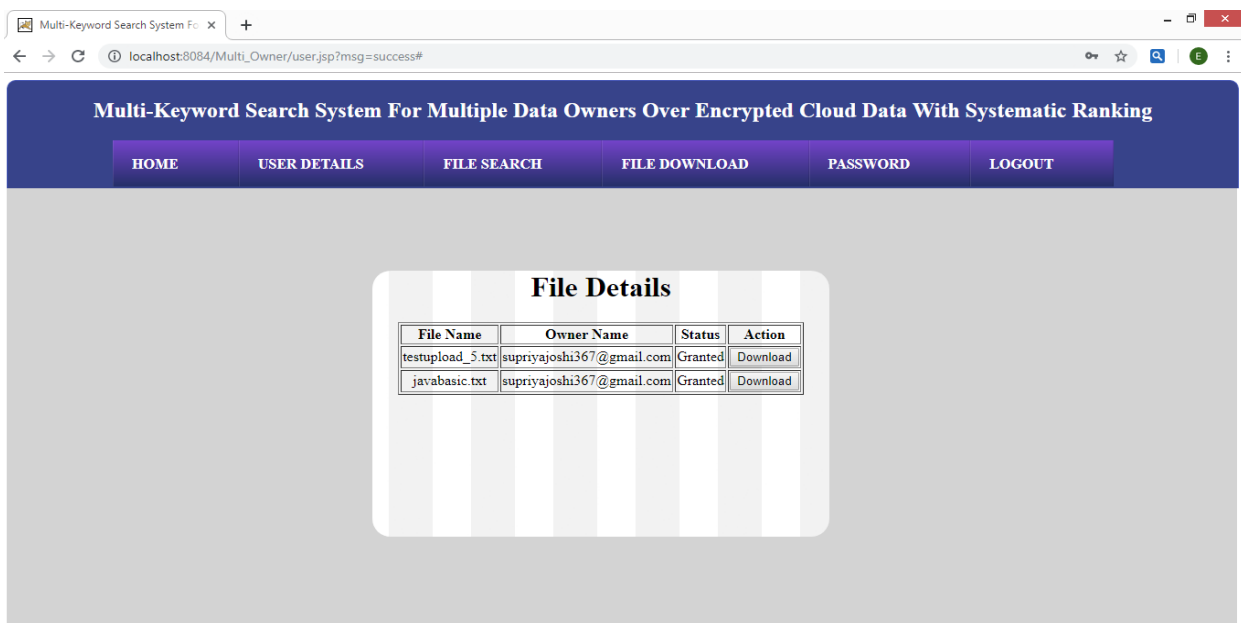 Multi-Keyword Search System Fo
localhost:8084/Multi_Owner/user.jsp?msg=success#
E
Multi-Keyword Search System For Multiple Data Owners Over Encrypted Cloud Data With Systematic Ranking
HOME USER DETAILS FILE SEARCH FILE DOWNLOAD PASSWORD LOGOUT
File Details
File Name Owner Name Status Action
testupload_5.txt supriyajoshi367@gmail.com Granted Download
javabasic.txt supriyajoshi367@gmail.com Granted Download